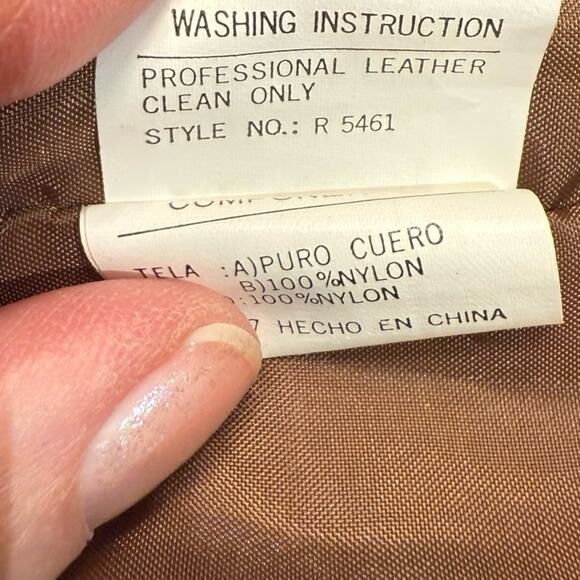 WASHING INSTRUCTION
PROFESSIONAL LEATHER
CLEAN ONLY
STYLE NO.: R 5461
TELA :A)PURO CUERO
B)100%NYLON
:100%NYLON
7 HECHO EN CHINA